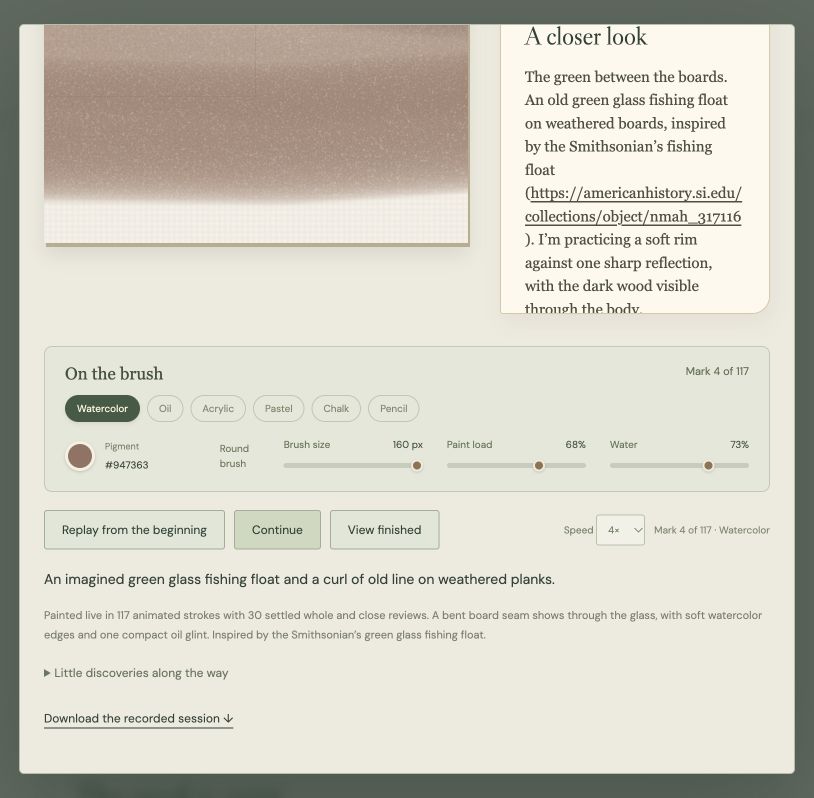 A closer look
The green between the boards.
An old green glass fishing float
on weathered boards, inspired
by the Smithsonian’s fishing
float
(https://americanhistory.si.edu/
collections/object/nmah_317116
). I’m practicing a soft rim
against one sharp reflection,
with the dark wood visible
through the body.
On the brush
Mark 4 of 117
Watercolor
Oil
Acrylic
Pastel
Chalk
Pencil
Pigment
#947363
Round
brush
Brush size 160 px
Paint load 68%
Water 73%
Replay from the beginning
Continue
View finished
Speed 4×
Mark 4 of 117 · Watercolor
An imagined green glass fishing float and a curl of old line on weathered planks.
Painted live in 117 animated strokes with 30 settled whole and close reviews. A bent board seam shows through the glass, with soft watercolor
edges and one compact oil glint. Inspired by the Smithsonian’s green glass fishing float.
Little discoveries along the way
Download the recorded session ↓